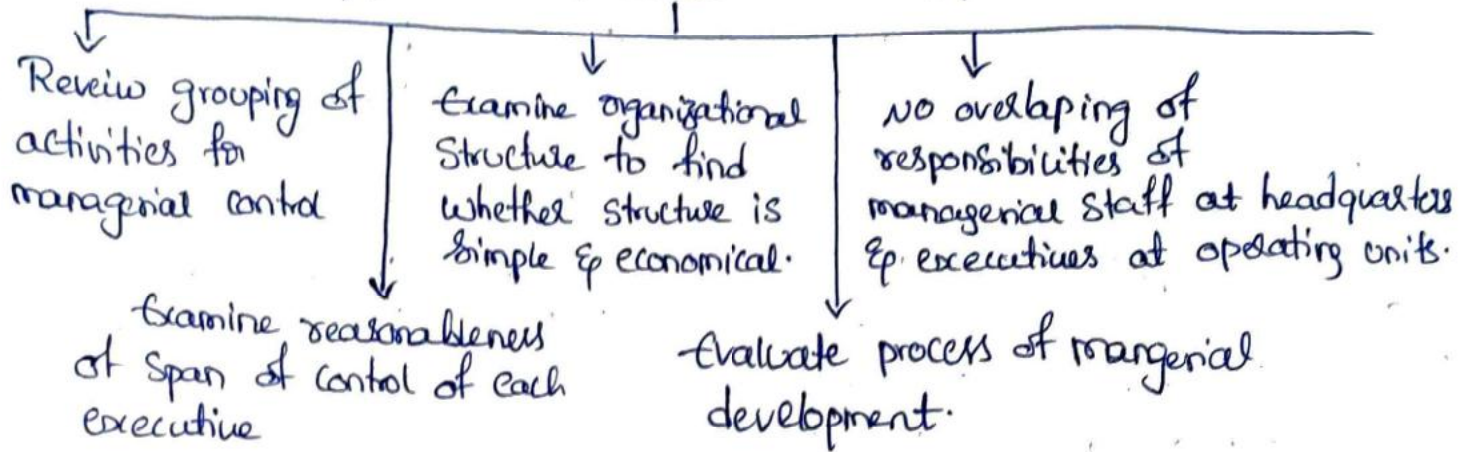 Reveiw grouping of
activities for
managerial control
Examine reasonableness
of span of control of each
executive
Examine organizational
Structure to find
whether structure is
simple & economical.
Evaluate process of mangerial
development.
No overlaping of
responsibilities of
managerial staff at headquarters
& executives at operating units.